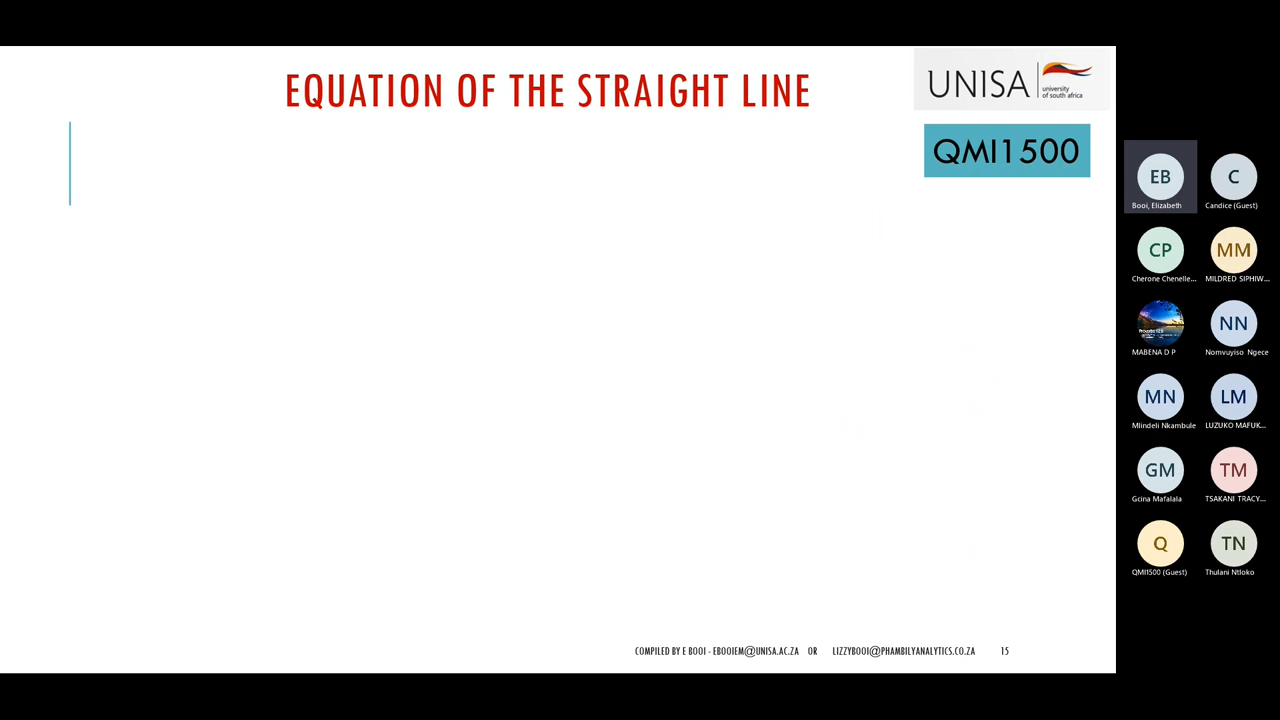 EQUATION OF THE STRAIGHT LINE
UNISA
university
of south africa
QMI1500
EB
Booi, Elizabeth
C
Candice (Guest)
CP
Cherone Chenelle...
MM
MILDRED SIPHIW...
MABENA D P
NN
Nomvuyiso Ngece
MN
Mlindeli Nkambule
LM
LUZUKO MAFUK...
GM
Gcina Mafalala
TM
TSAKANI TRACY...
Q
QMI1500 (Guest)
TN
Thulani Ntloko
COMPILED BY E BOOI - EBOOIEM@UNISA.AC.ZA OR LIZZYBOOI@PHAMBILYANALYTICS.CO.ZA 15